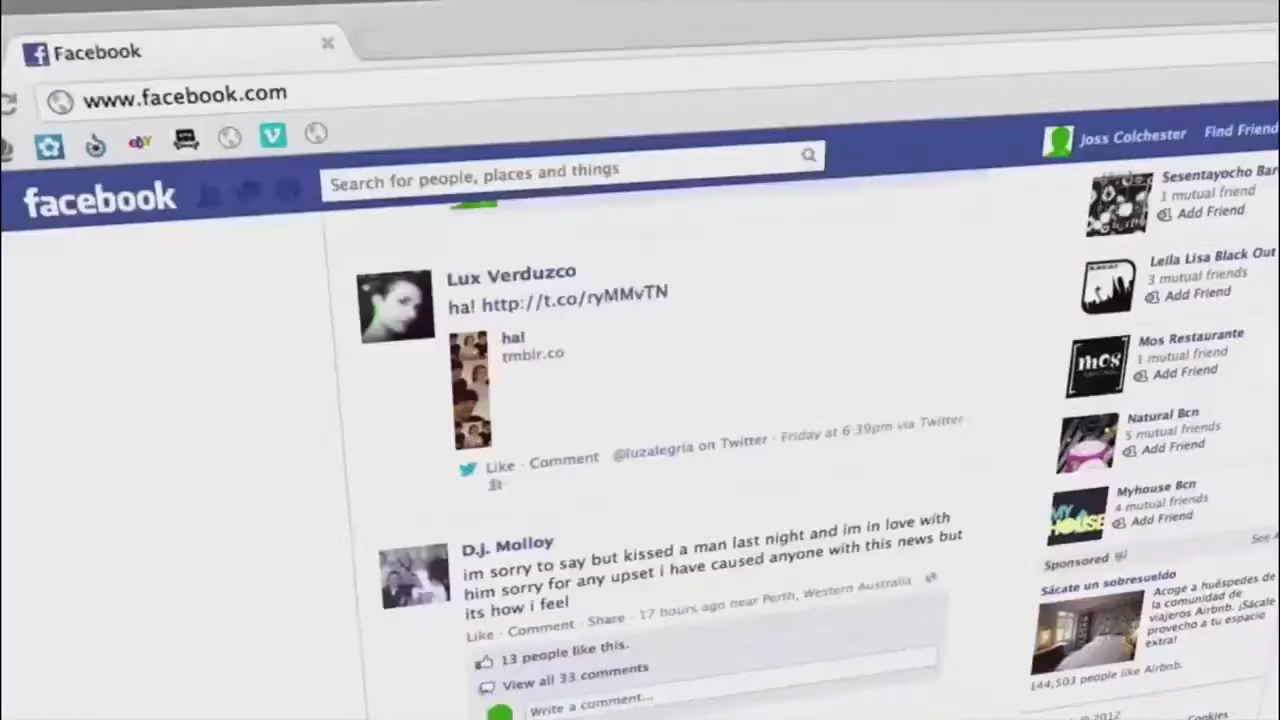 Facebook
www.facebook.com
ebY
facebook
Search for people, places and things
Joss Colchester
Find Friend
Lux Verduzco
ha! http://t.co/ryMMvTN
ha!
tmblr.co
Like · Comment @luzalegria on Twitter · Friday at 6:39pm via Twitter
D.J. Molloy
im sorry to say but kissed a man last night and im in love with
him sorry for any upset i have caused anyone with this news but
its how i feel
Like · Comment · Share · 17 hours ago near Perth, Western Australia
13 people like this.
View all 33 comments
Write a comment...
Sesentayocho Bar
1 mutual friend
Add Friend
Leila Lisa Black Out
3 mutual friends
Add Friend
mos
Mos Restaurante
1 mutual friend
Add Friend
Natural Bcn
5 mutual friends
Add Friend
MY
HOUSE
Myhouse Bcn
4 mutual friends
Add Friend
Sponsored
See A
Sácate un sobresueldo
Acoge a huéspedes de
la comunidad de
viajeros Airbnb. ¡Sácale
provecho a tu espacio
extra!
144,503 people like Airbnb.
2012
Cookies